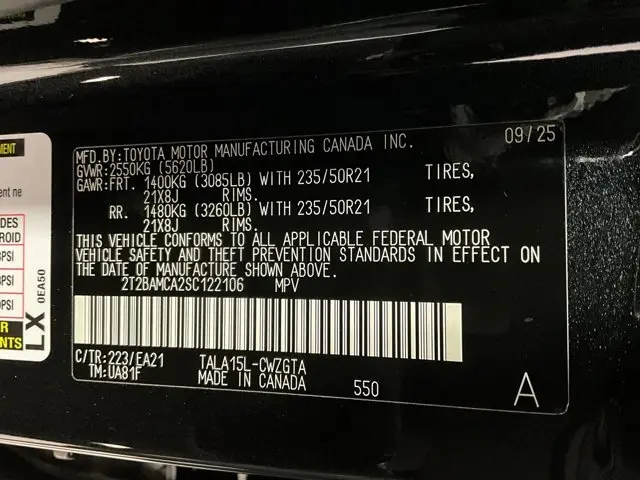 MFD.BY:TOYOTA MOTOR MANUFACTURING CANADA INC. 09/25
GVWR:2550KG (5620LB)
GAWR:FRT. 1400KG (3085LB) WITH 235/50R21 TIRES,
21X8J RIMS.
RR. 1480KG (3260LB) WITH 235/50R21 TIRES,
21X8J RIMS.
THIS VEHICLE CONFORMS TO ALL APPLICABLE FEDERAL MOTOR
VEHICLE SAFETY AND THEFT PREVENTION STANDARDS IN EFFECT ON
THE DATE OF MANUFACTURE SHOWN ABOVE.
2T2BAMCA2SC122106 MPV
C/TR:223/EA21 TALA15L-CWZGTA
TM:UA81F MADE IN CANADA 550 A
LX 0EA50